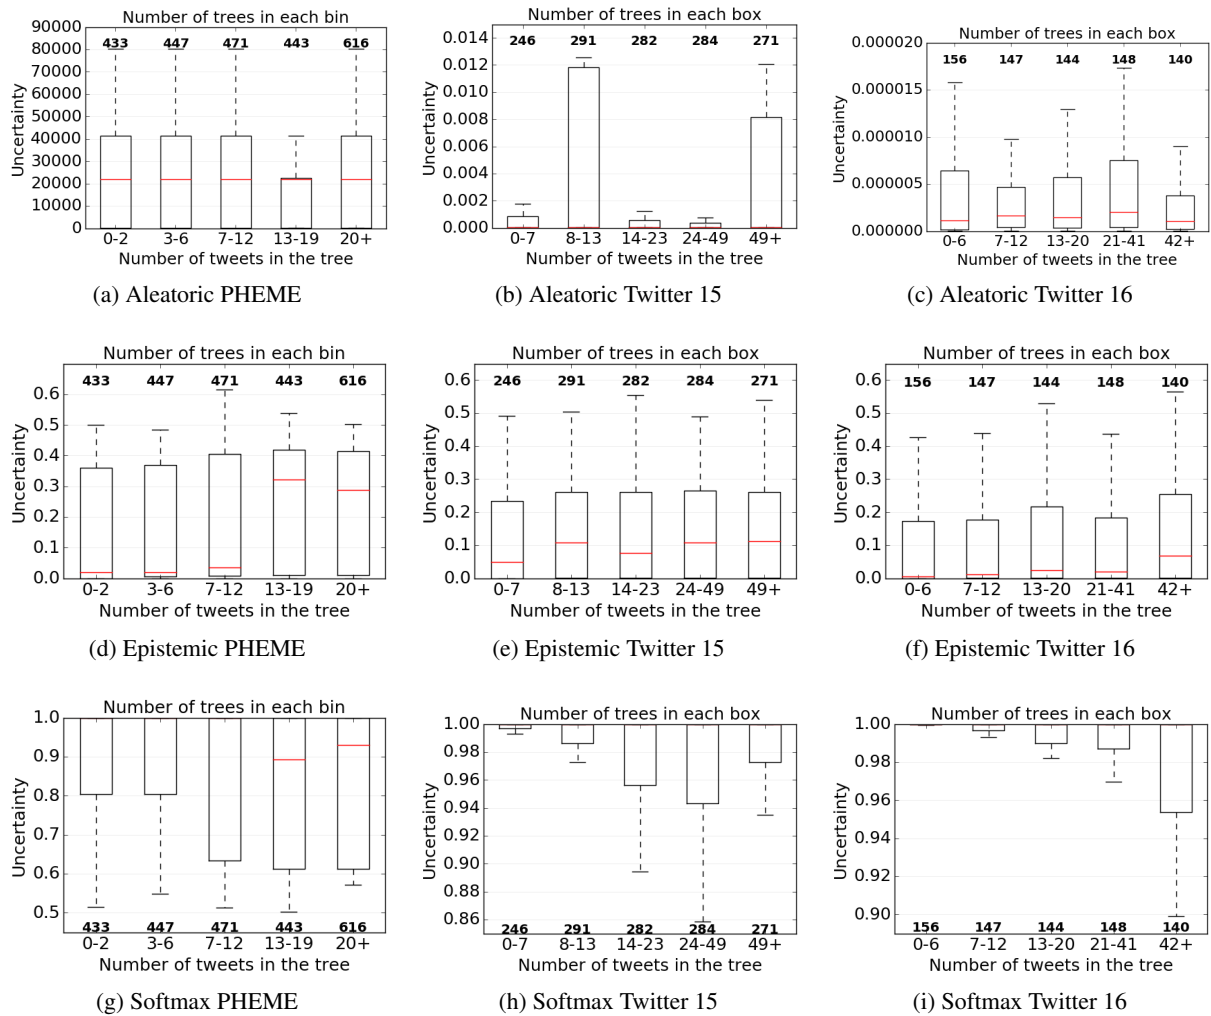 Number of trees in each bin
90000
80000
70000
60000
50000
40000
30000
20000
10000
0
Uncertainty
433 447 471 443 616
0-2 3-6 7-12 13-19 20+
Number of tweets in the tree
(a) Aleatoric PHEME
Number of trees in each box
0.014
0.012
0.010
0.008
0.006
0.004
0.002
0.000
Uncertainty
246 291 282 284 271
0-7 8-13 14-23 24-49 49+
Number of tweets in the tree
(b) Aleatoric Twitter 15
Number of trees in each box
0.000020
0.000015
0.000010
0.000005
0.000000
Uncertainty
156 147 144 148 140
0-6 7-12 13-20 21-41 42+
Number of tweets in the tree
(c) Aleatoric Twitter 16
Number of trees in each bin
0.6
0.5
0.4
0.3
0.2
0.1
0.0
Uncertainty
433 447 471 443 616
0-2 3-6 7-12 13-19 20+
Number of tweets in the tree
(d) Epistemic PHEME
Number of trees in each box
0.6
0.5
0.4
0.3
0.2
0.1
0.0
Uncertainty
246 291 282 284 271
0-7 8-13 14-23 24-49 49+
Number of tweets in the tree
(e) Epistemic Twitter 15
Number of trees in each box
0.6
0.5
0.4
0.3
0.2
0.1
0.0
Uncertainty
156 147 144 148 140
0-6 7-12 13-20 21-41 42+
Number of tweets in the tree
(f) Epistemic Twitter 16
Number of trees in each bin
1.0
0.9
0.8
0.7
0.6
0.5
Uncertainty
433 447 471 443 616
0-2 3-6 7-12 13-19 20+
Number of tweets in the tree
(g) Softmax PHEME
Number of trees in each box
1.00
0.98
0.96
0.94
0.92
0.90
0.88
0.86
Uncertainty
246 291 282 284 271
0-7 8-13 14-23 24-49 49+
Number of tweets in the tree
(h) Softmax Twitter 15
Number of trees in each box
1.00
0.98
0.96
0.94
0.92
0.90
Uncertainty
156 147 144 148 140
0-6 7-12 13-20 21-41 42+
Number of tweets in the tree
(i) Softmax Twitter 16